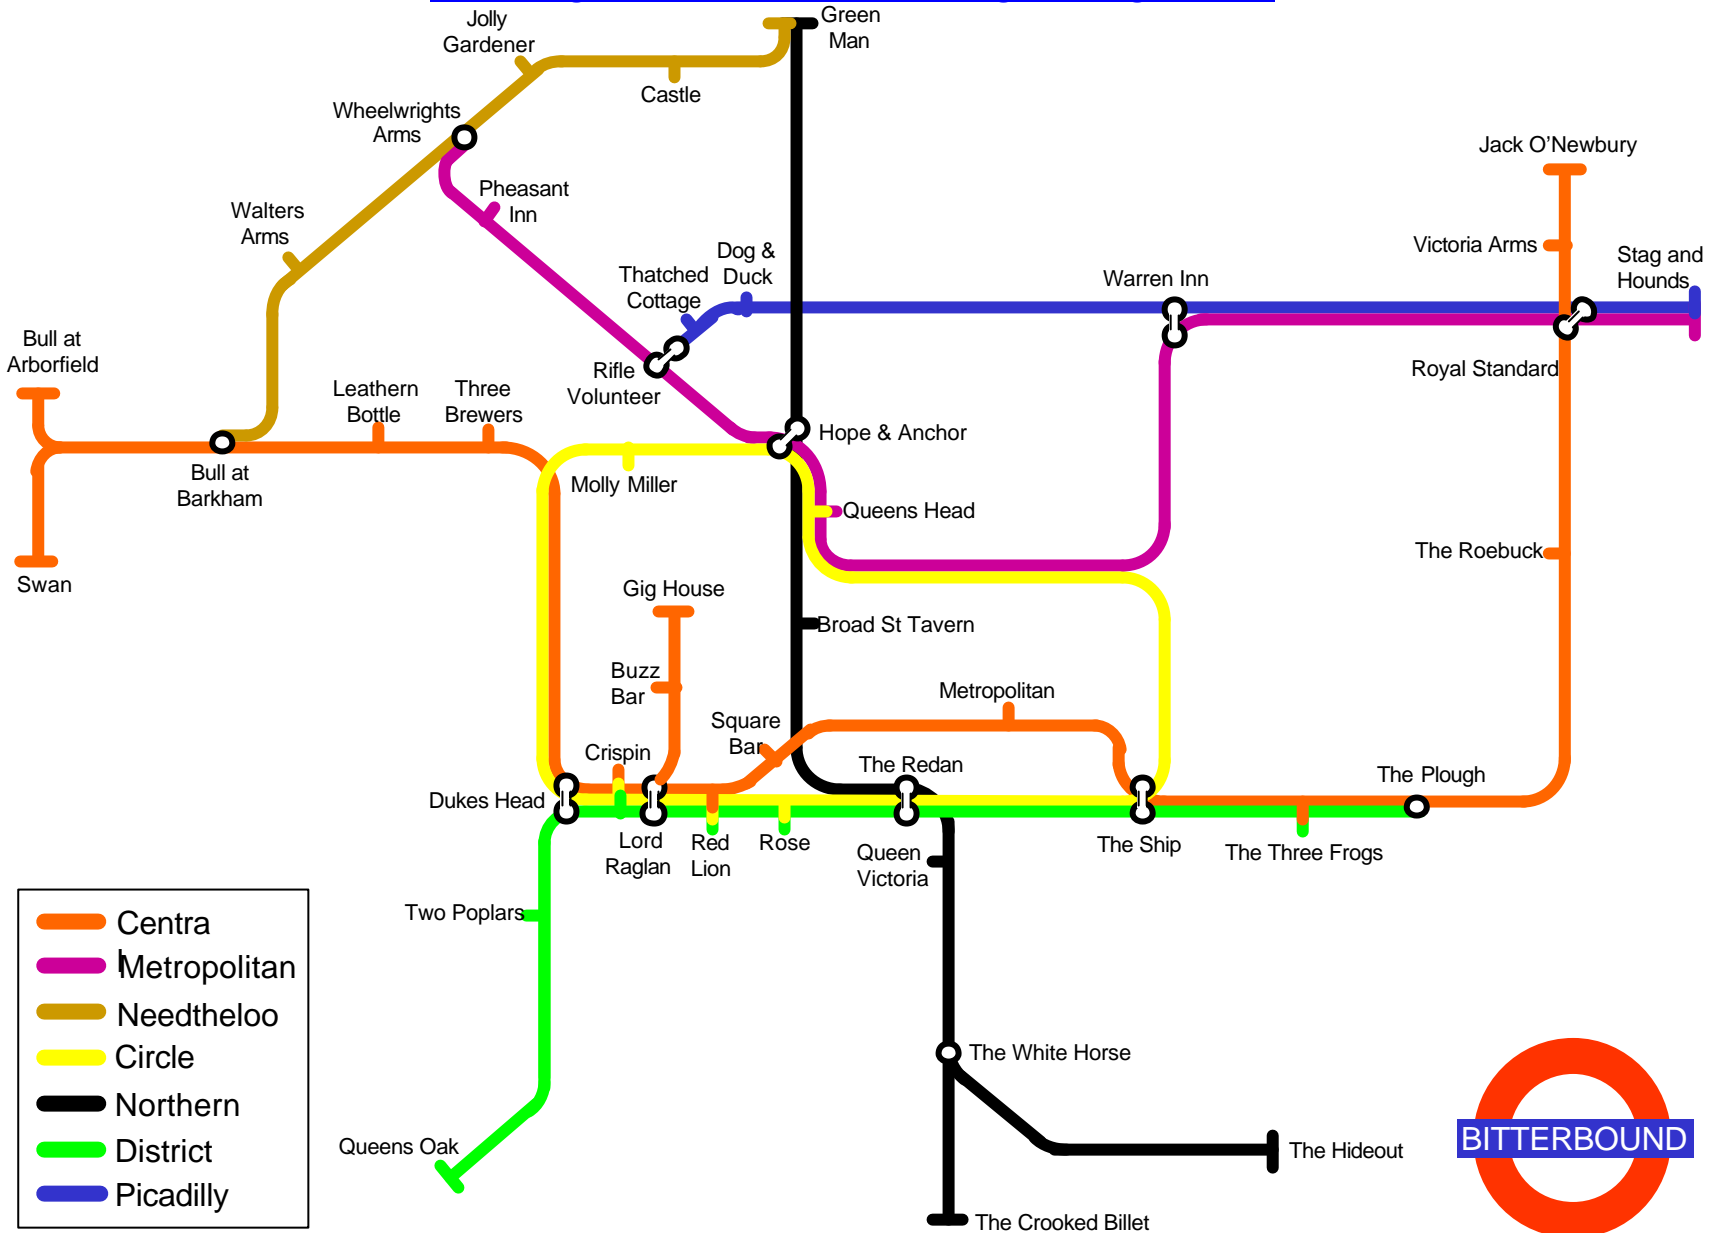 Jolly
Gardener
Green
Man
Castle
Wheelwrights
Arms
Jack O'Newbury
Pheasant
Inn
Walters
Arms
Victoria Arms
Stag and
Hounds
Dog &
Duck
Thatched
Cottage
Warren Inn
Bull at
Arborfield
Rifle
Volunteer
Royal Standard
Leathern
Bottle
Three
Brewers
Hope & Anchor
Bull at
Barkham
Molly Miller
Queens Head
The Roebuck
Swan
Gig House
Broad St Tavern
Buzz
Bar
Metropolitan
Square
Bar
Crispin
The Redan
The Plough
Dukes Head
Lord
Raglan
Red
Lion
Rose
Queen
Victoria
The Ship
The Three Frogs
Two Poplars
Centra
l
Metropolitan
Needtheloo
Circle
Northern
District
Picadilly
The White Horse
Queens Oak
The Hideout
The Crooked Billet
BITTERBOUND